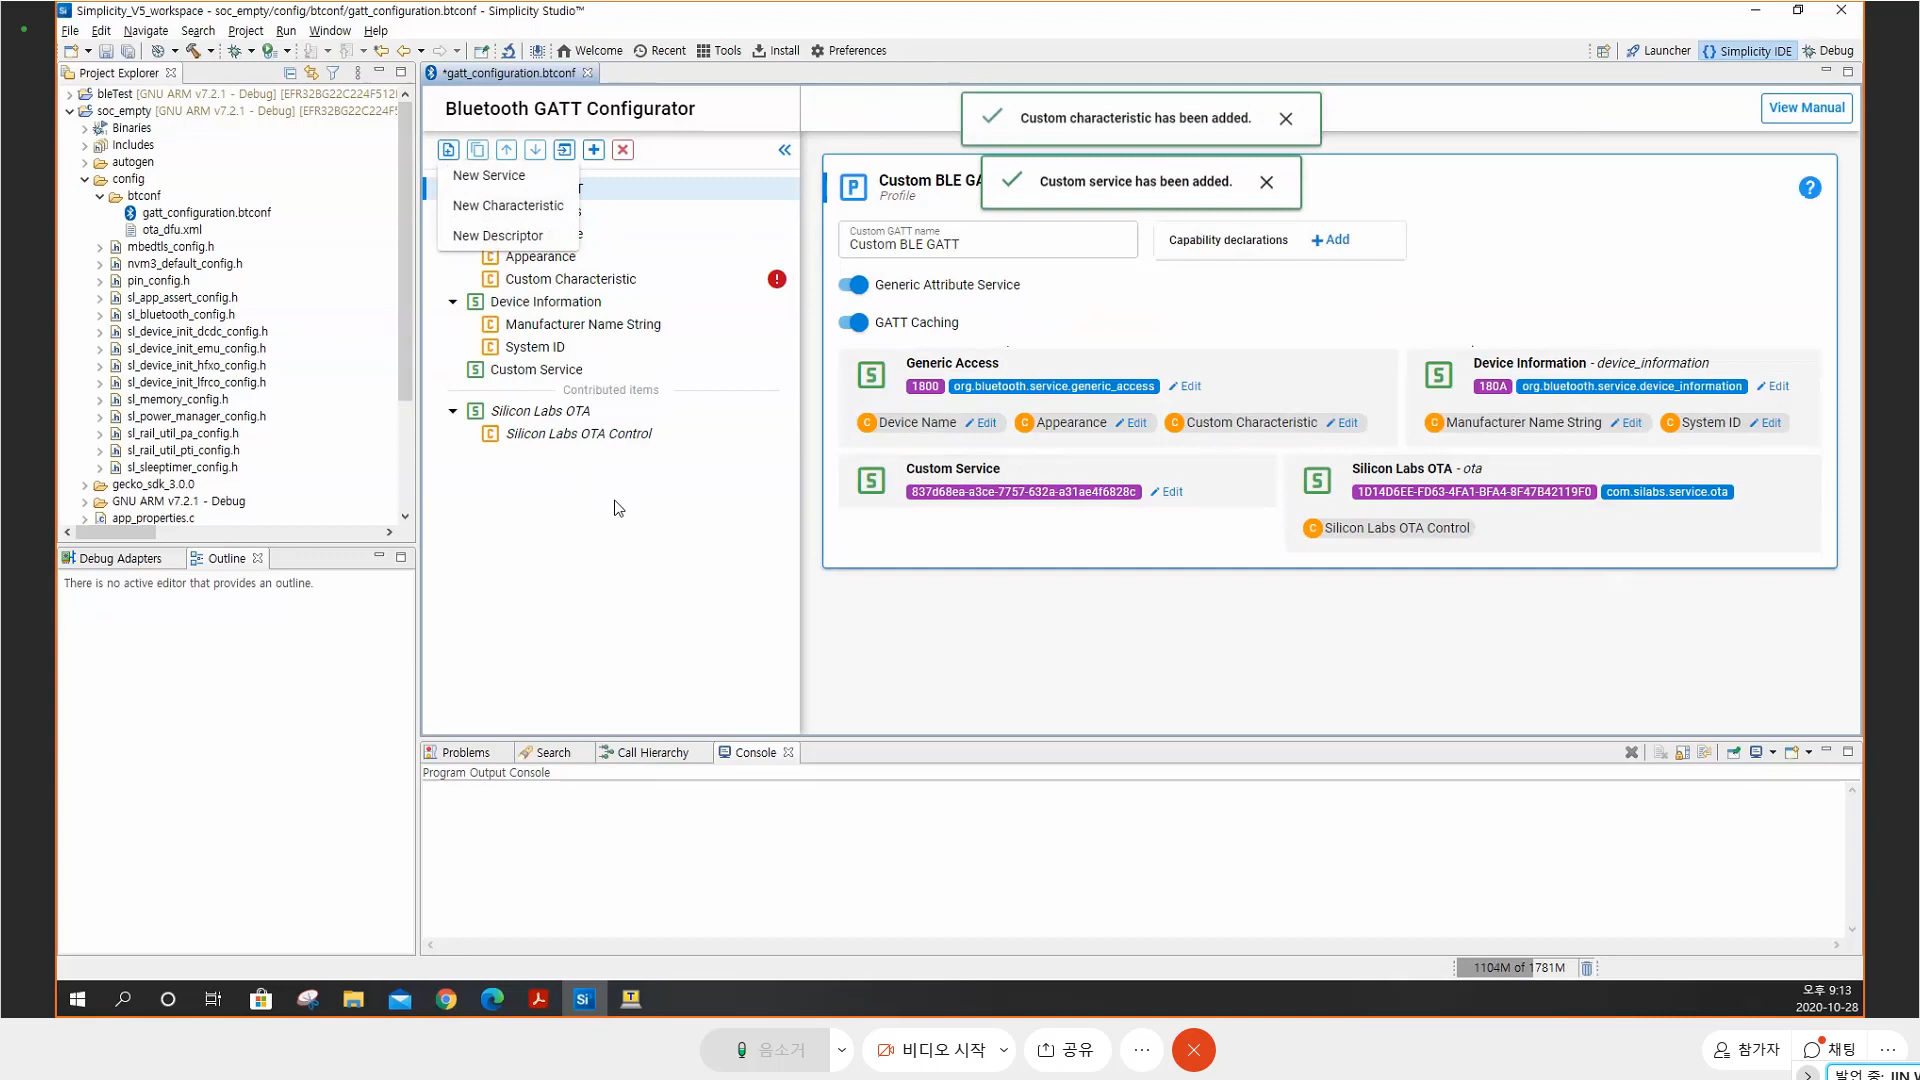 Simplicity_V5_workspace - soc_empty/config/btconf/gatt_configuration.btconf - Simplicity Studio™
File Edit Navigate Search Project Run Window Help
Welcome Recent Tools Install Preferences
Launcher Simplicity IDE Debug
Project Explorer
bleTest [GNU ARM v7.2.1 - Debug] [EFR32BG22C224F512I
soc_empty [GNU ARM v7.2.1 - Debug] [EFR32BG22C224F5
Binaries
Includes
autogen
config
btconf
gatt_configuration.btconf
ota_dfu.xml
mbedtls_config.h
nvm3_default_config.h
pin_config.h
sl_app_assert_config.h
sl_bluetooth_config.h
sl_device_init_dcdc_config.h
sl_device_init_emu_config.h
sl_device_init_hfxo_config.h
sl_device_init_lfrco_config.h
sl_memory_config.h
sl_power_manager_config.h
sl_rail_util_pa_config.h
sl_rail_util_pti_config.h
sl_sleeptimer_config.h
gecko_sdk_3.0.0
GNU ARM v7.2.1 - Debug
app_properties.c
Debug Adapters
Outline
There is no active editor that provides an outline.
*gatt_configuration.btconf
Bluetooth GATT Configurator
New Service
New Characteristic
New Descriptor
Appearance
Custom Characteristic
Device Information
Manufacturer Name String
System ID
Custom Service
Contributed items
Silicon Labs OTA
Silicon Labs OTA Control
View Manual
Custom characteristic has been added.
Custom service has been added.
Custom BLE GA
Profile
Custom GATT name
Custom BLE GATT
Capability declarations
Add
Generic Attribute Service
GATT Caching
Generic Access
1800 org.bluetooth.service.generic_access Edit
Device Name Edit Appearance Edit Custom Characteristic Edit
Device Information - device_information
180A org.bluetooth.service.device_information Edit
Manufacturer Name String Edit System ID Edit
Custom Service
837d68ea-a3ce-7757-632a-a31ae4f6828c Edit
Silicon Labs OTA - ota
1D14D6EE-FD63-4FA1-BFA4-8F47B42119F0 com.silabs.service.ota
Silicon Labs OTA Control
Problems Search Call Hierarchy Console
Program Output Console
1104M of 1781M
오후 9:13
2020-10-28
음소거
비디오 시작
공유
참가자
채팅
발언 중: JIN